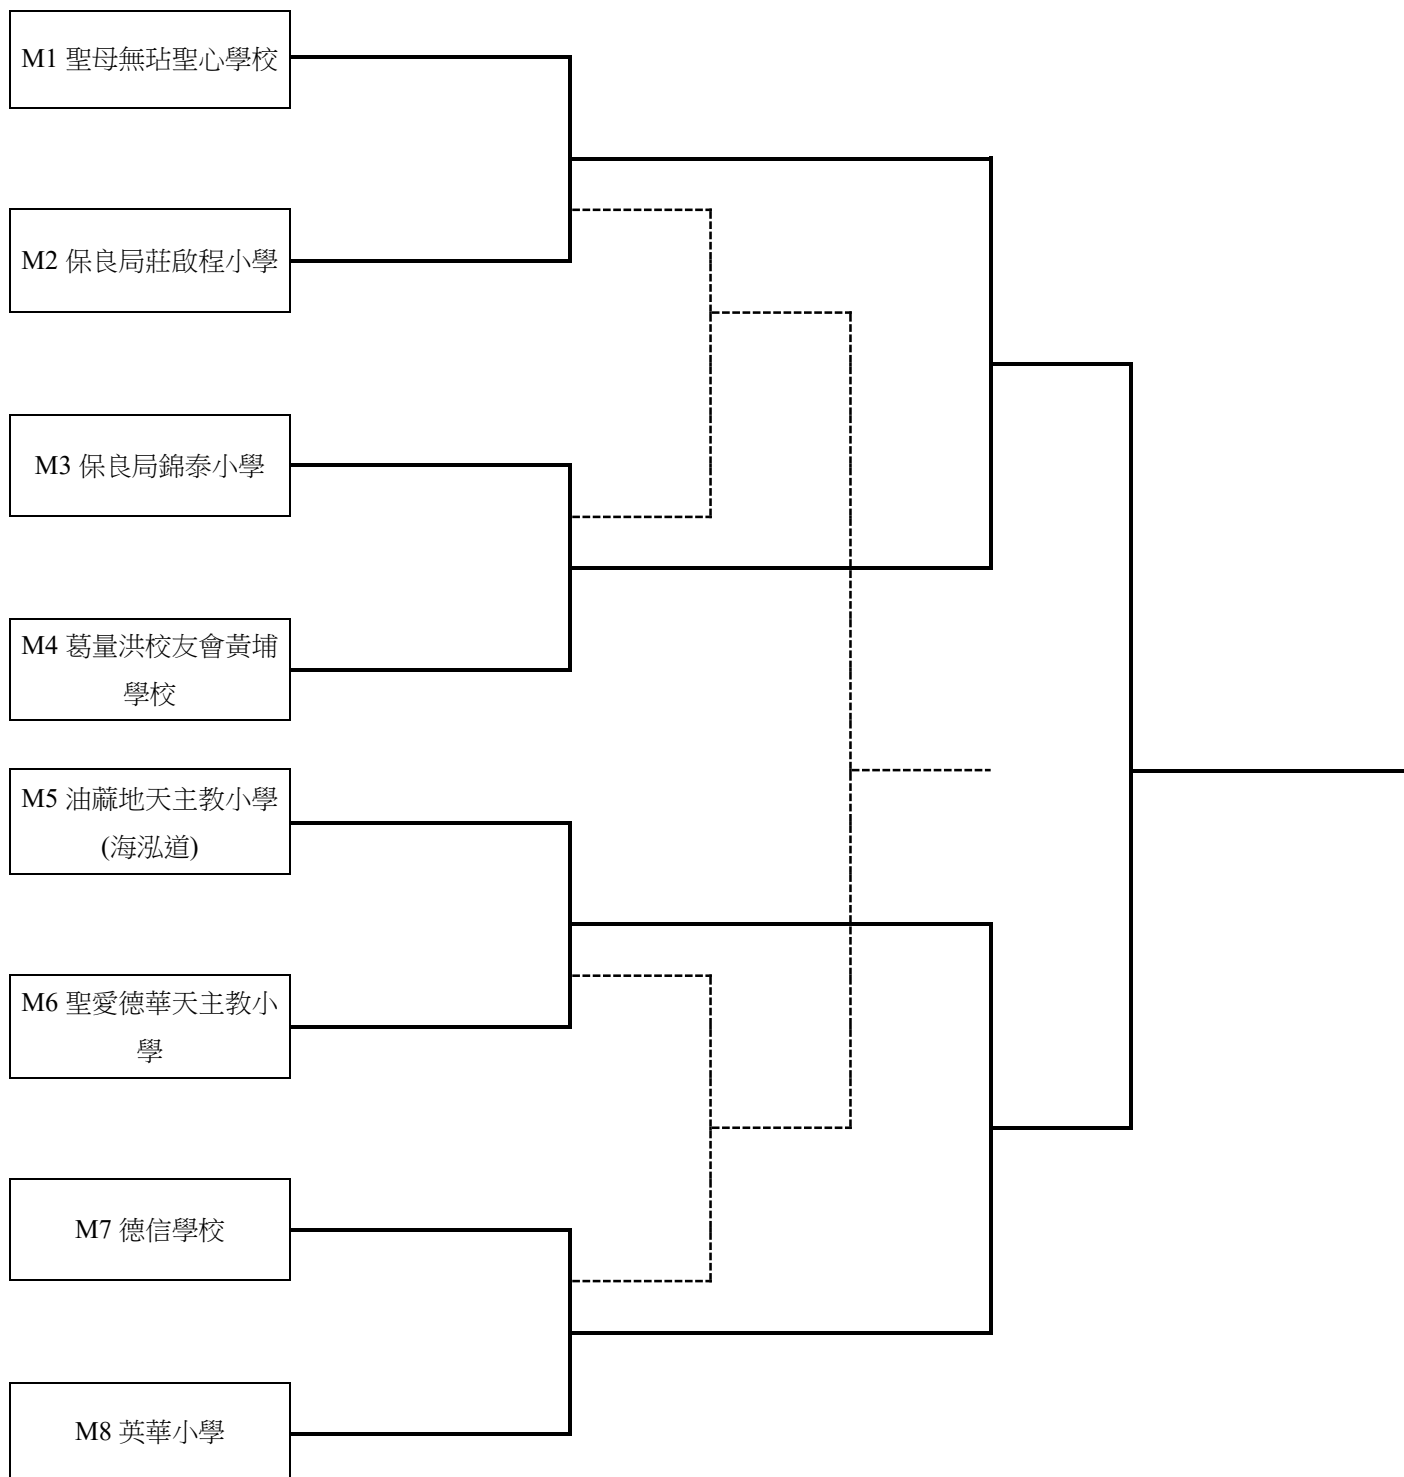 M1 聖母無玷聖心學校
M2 保良局莊啟程小學
M3 保良局錦泰小學
M4 葛量洪校友會黃埔
學校
M5 油蔴地天主教小學
(海泓道)
M6 聖愛德華天主教小
學
M7 德信學校
M8 英華小學